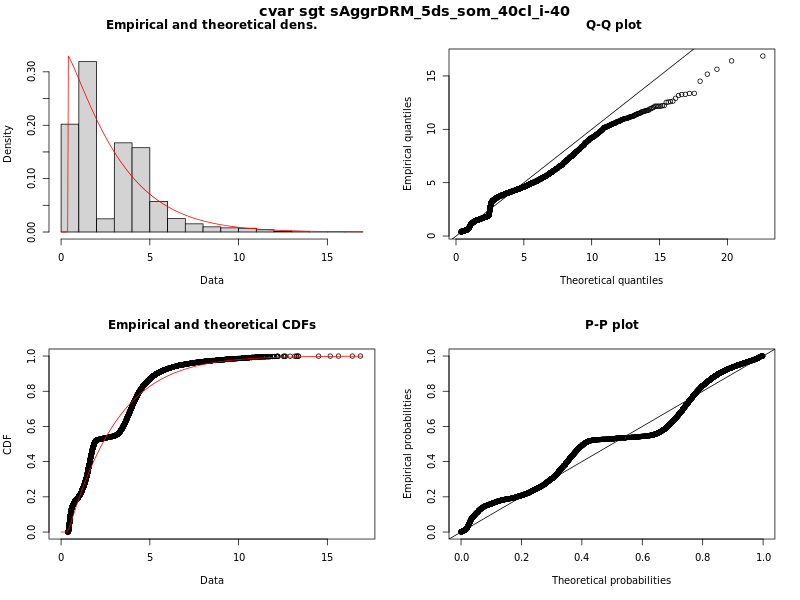 cvar sgt sAggrDRM_5ds_som_40cl_i-40
Empirical and theoretical dens.
Density
0.00 0.10 0.20 0.30
0 5 10 15
Data
Q-Q plot
Empirical quantiles
0 5 10 15
0 5 10 15 20
Theoretical quantiles
Empirical and theoretical CDFs
CDF
0.0 0.2 0.4 0.6 0.8 1.0
0 5 10 15
Data
P-P plot
Empirical probabilities
0.0 0.2 0.4 0.6 0.8 1.0
0.0 0.2 0.4 0.6 0.8 1.0
Theoretical probabilities